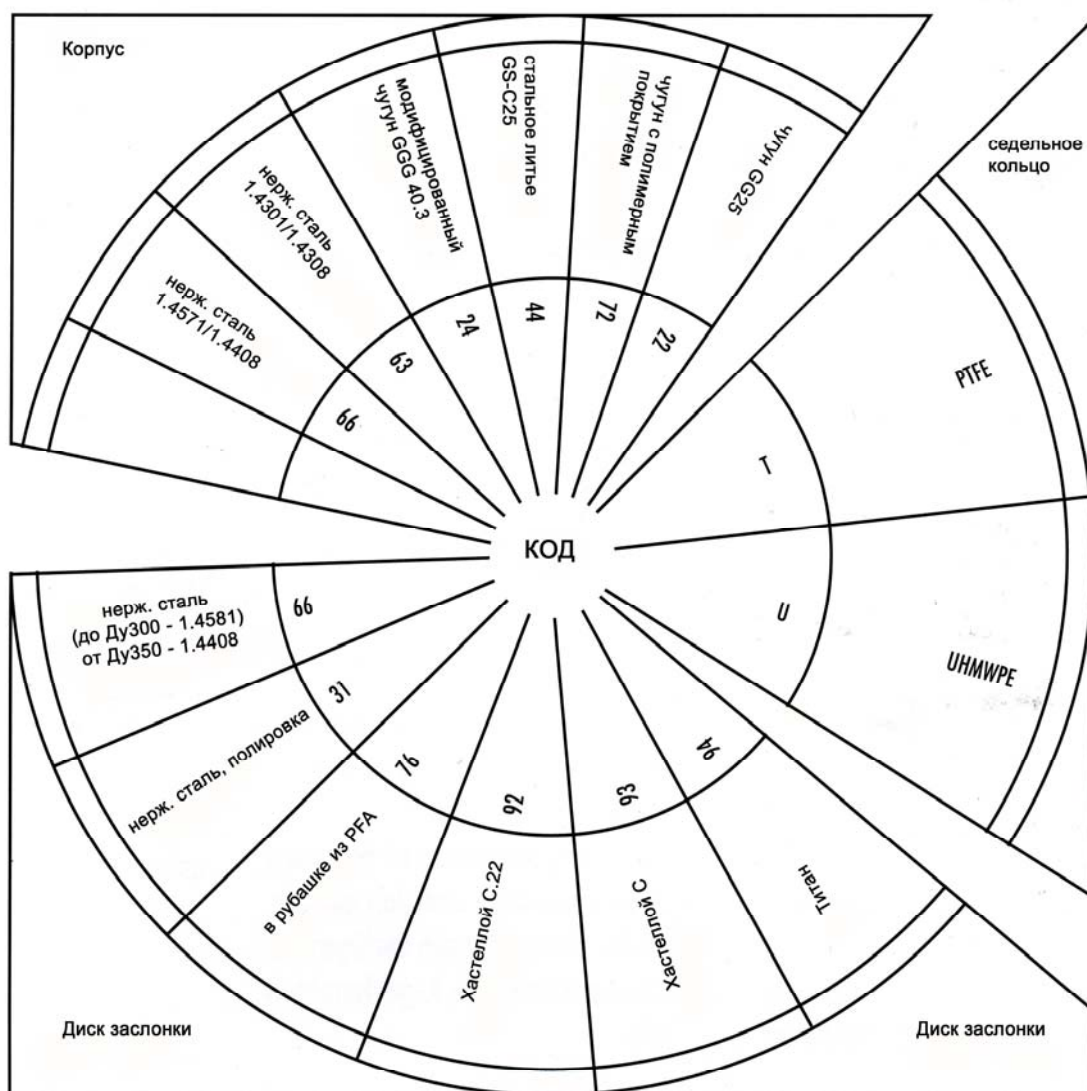 Корпус
нерж. сталь
1.4571/1.4408
66
нерж. сталь
1.4301/1.4308
63
модифицированный
чугун GGG 40.3
24
стальное литье
GS-C25
44
чугун с полимерным
покрытием
72
чугун GG25
22
седельное
кольцо
PTFE
T
UHMWPE
U
КОД
нерж. сталь
(до Ду300 - 1.4581)
от Ду350 - 1.4408
66
нерж. сталь, полировка
31
в рубашке из PFA
76
Хастеллой С.22
92
Хастеллой С
93
Титан
94
Диск заслонки
Диск заслонки